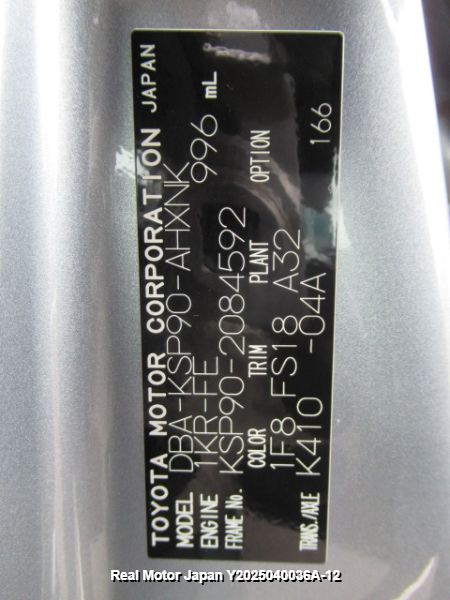 TOYOTA MOTOR CORPORATION JAPAN
MODEL DBA-KSP90-AHXNK
ENGINE 1KR-FE 996 mL
FRAME No. KSP90-2084592
COLOR TRIM PLANT OPTION
1F8 FS18 A32
TRANS./AXLE K410 -04A 166
Real Motor Japan Y2025040036A-12